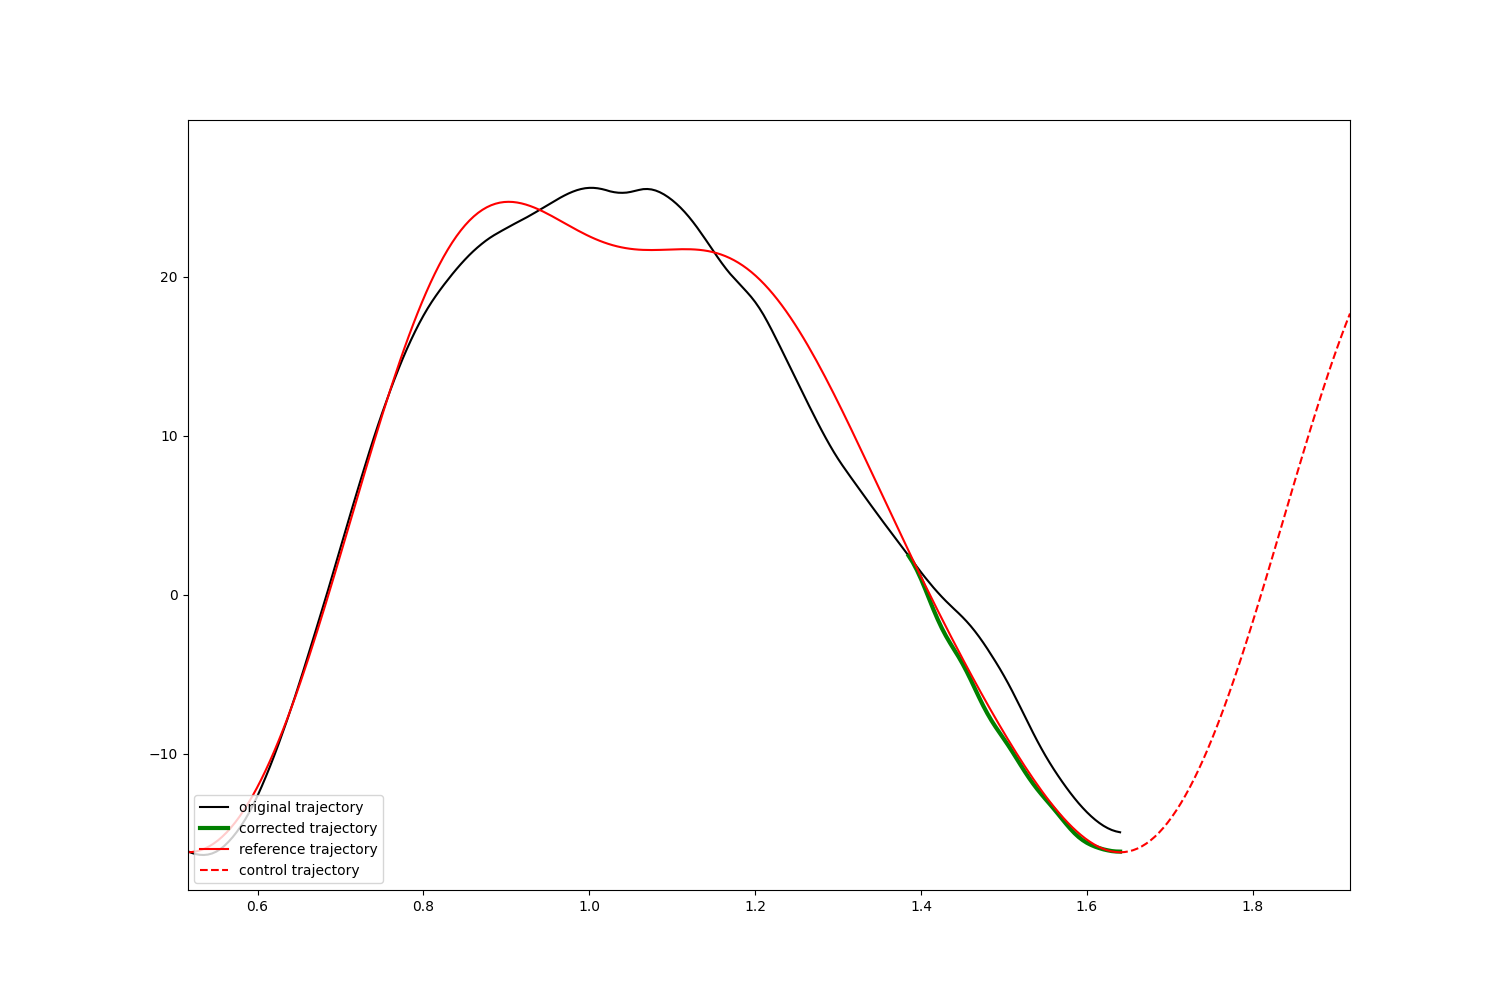 20
10
0
−10
original trajectory
corrected trajectory
reference trajectory
control trajectory
0.6 0.8 1.0 1.2 1.4 1.6 1.8